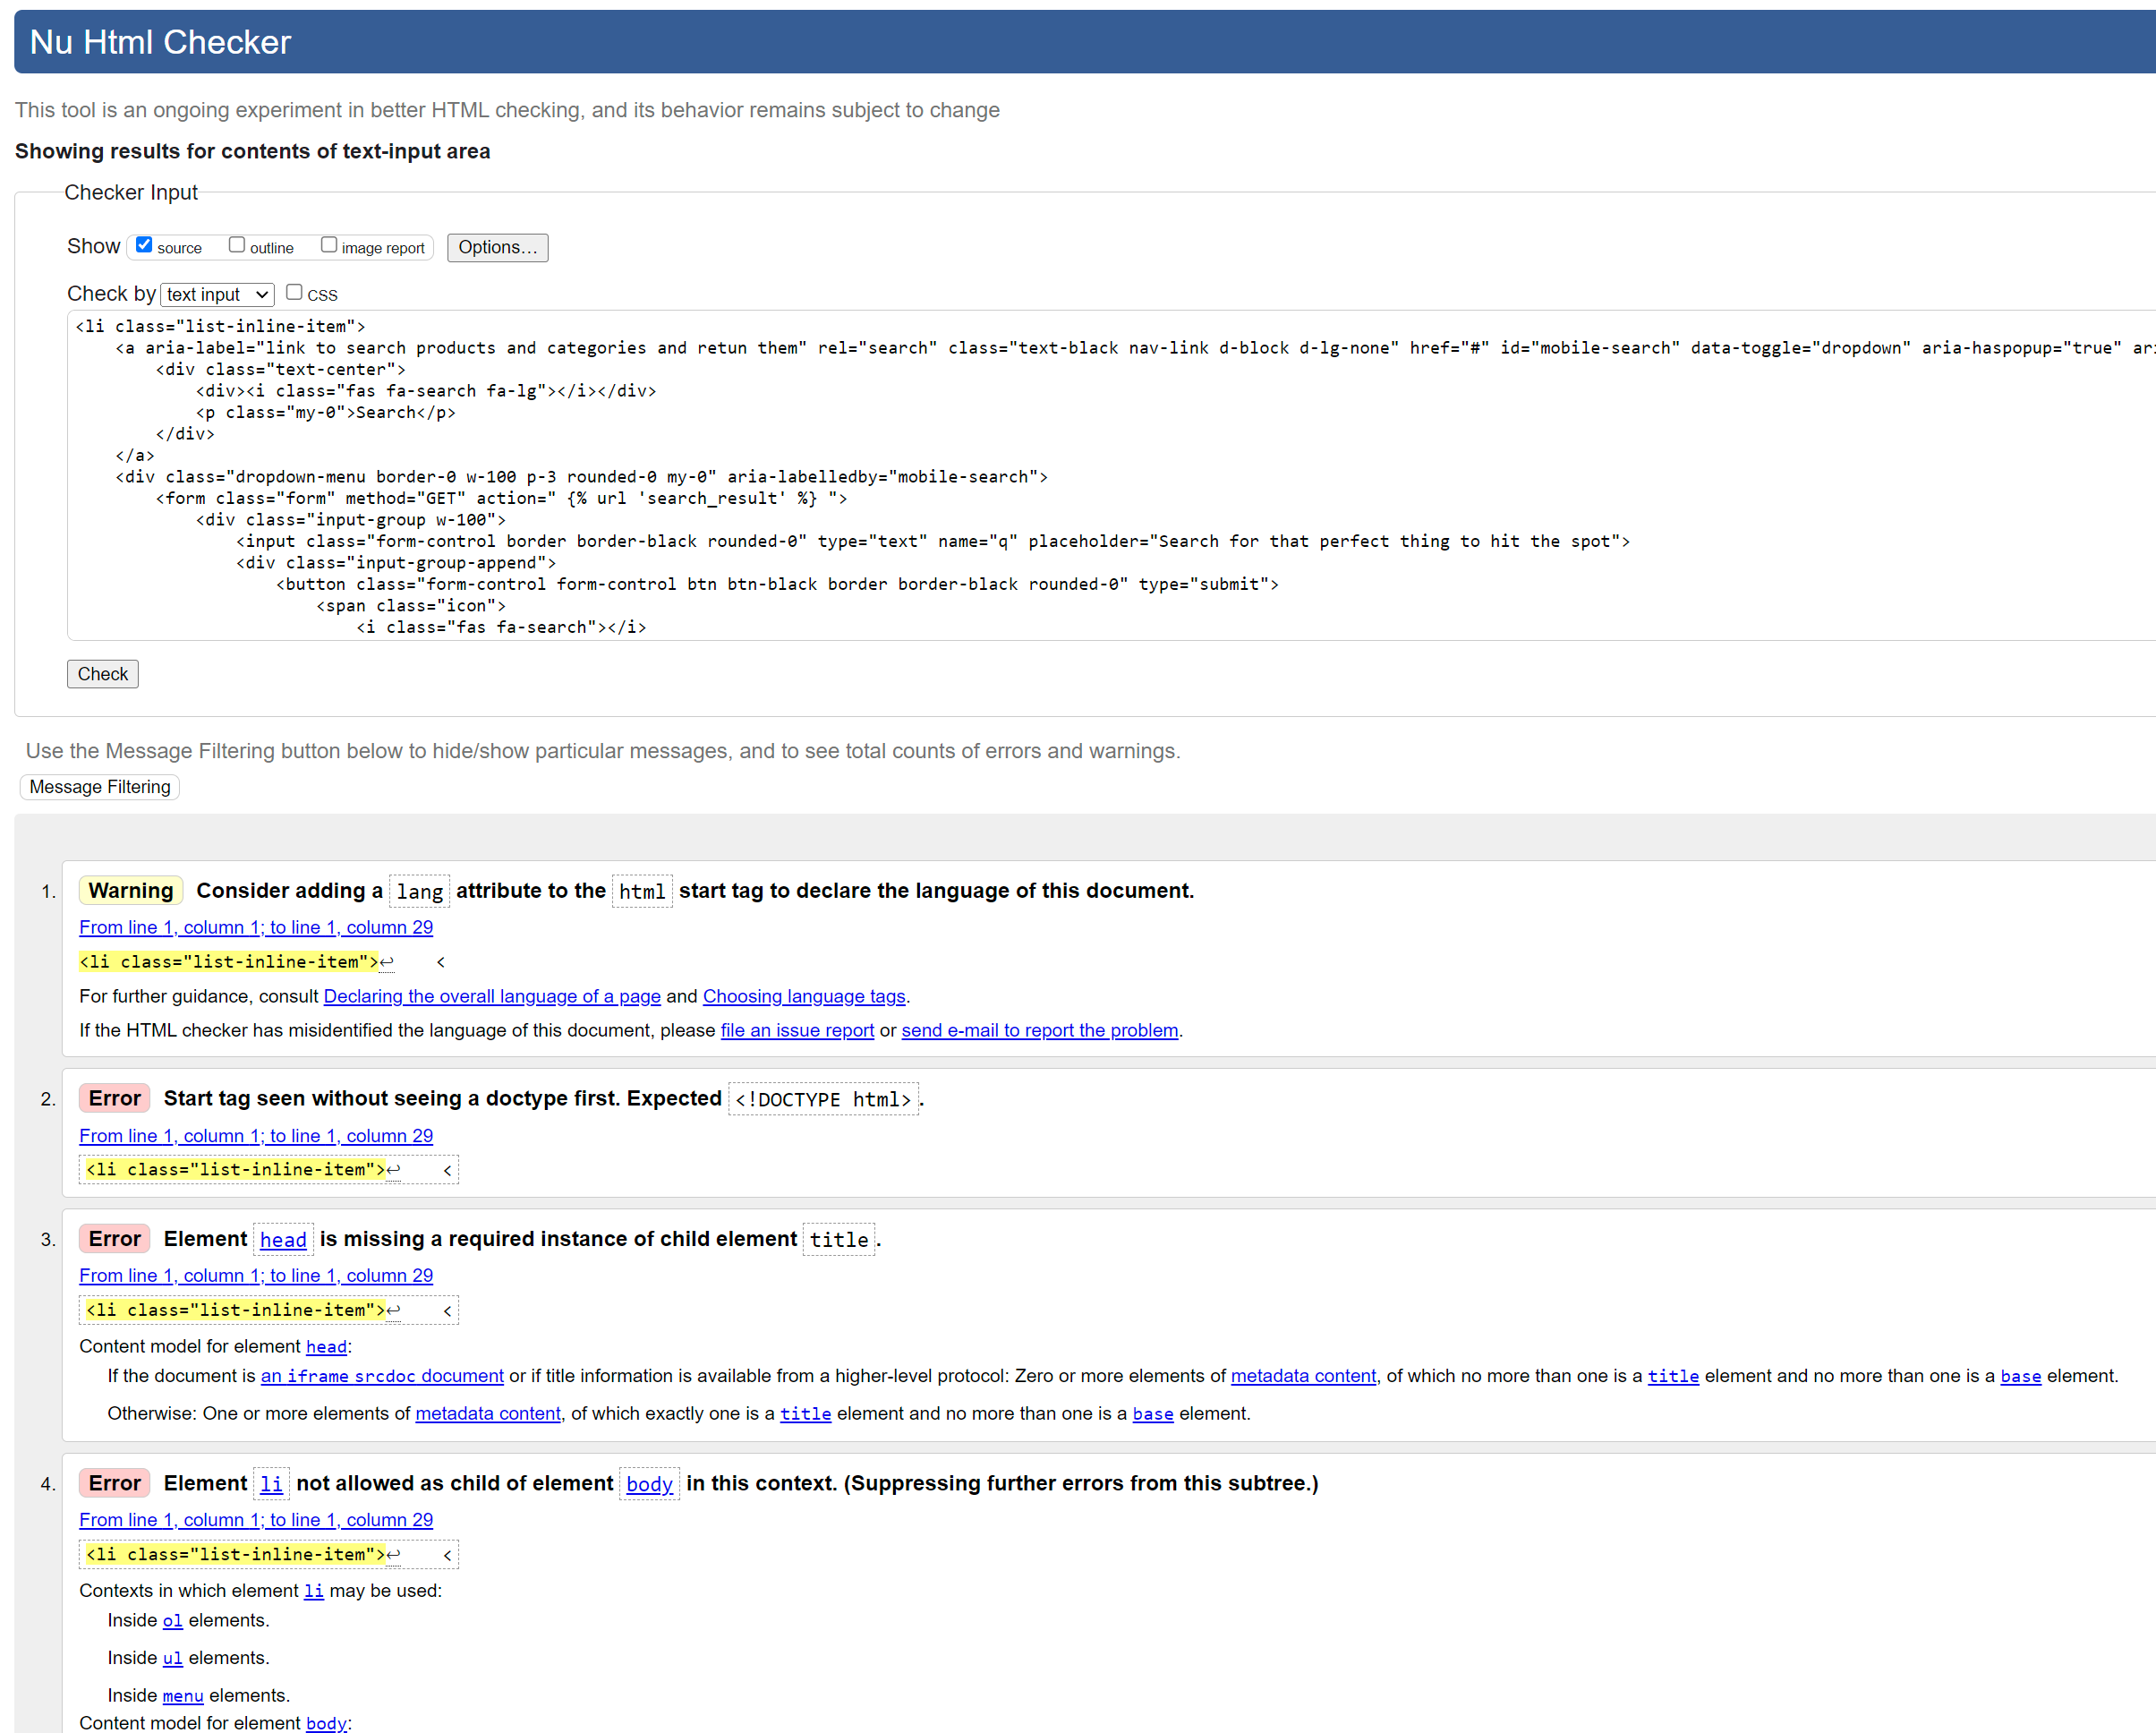 Nu Html Checker
This tool is an ongoing experiment in better HTML checking, and its behavior remains subject to change
Showing results for contents of text-input area
Checker Input
Show source outline image report Options...
Check by text input CSS
<li class="list-inline-item">
<a aria-label="link to search products and categories and retun them" rel="search" class="text-black nav-link d-block d-lg-none" href="#" id="mobile-search" data-toggle="dropdown" aria-haspopup="true"
<div class="text-center">
<div><i class="fas fa-search fa-lg"></i></div>
<p class="my-0">Search</p>
</div>
</a>
<div class="dropdown-menu border-0 w-100 p-3 rounded-0 my-0" aria-labelledby="mobile-search">
<form class="form" method="GET" action=" {% url 'search_result' %} ">
<div class="input-group w-100">
<input class="form-control border border-black rounded-0" type="text" name="q" placeholder="Search for that perfect thing to hit the spot">
<div class="input-group-append">
<button class="form-control form-control btn btn-black border border-black rounded-0" type="submit">
<span class="icon">
<i class="fas fa-search"></i>
Check
Use the Message Filtering button below to hide/show particular messages, and to see total counts of errors and warnings.
Message Filtering
1. Warning Consider adding a lang attribute to the html start tag to declare the language of this document.
From line 1, column 1; to line 1, column 29
<li class="list-inline-item">↩ <
For further guidance, consult Declaring the overall language of a page and Choosing language tags.
If the HTML checker has misidentified the language of this document, please file an issue report or send e-mail to report the problem.
2. Error Start tag seen without seeing a doctype first. Expected <!DOCTYPE html>.
From line 1, column 1; to line 1, column 29
<li class="list-inline-item">↩ <
3. Error Element head is missing a required instance of child element title.
From line 1, column 1; to line 1, column 29
<li class="list-inline-item">↩ <
Content model for element head:
If the document is an iframe srcdoc document or if title information is available from a higher-level protocol: Zero or more elements of metadata content, of which no more than one is a title element and no more than one is a base element.
Otherwise: One or more elements of metadata content, of which exactly one is a title element and no more than one is a base element.
4. Error Element li not allowed as child of element body in this context. (Suppressing further errors from this subtree.)
From line 1, column 1; to line 1, column 29
<li class="list-inline-item">↩ <
Contexts in which element li may be used:
Inside ol elements.
Inside ul elements.
Inside menu elements.
Content model for element body: